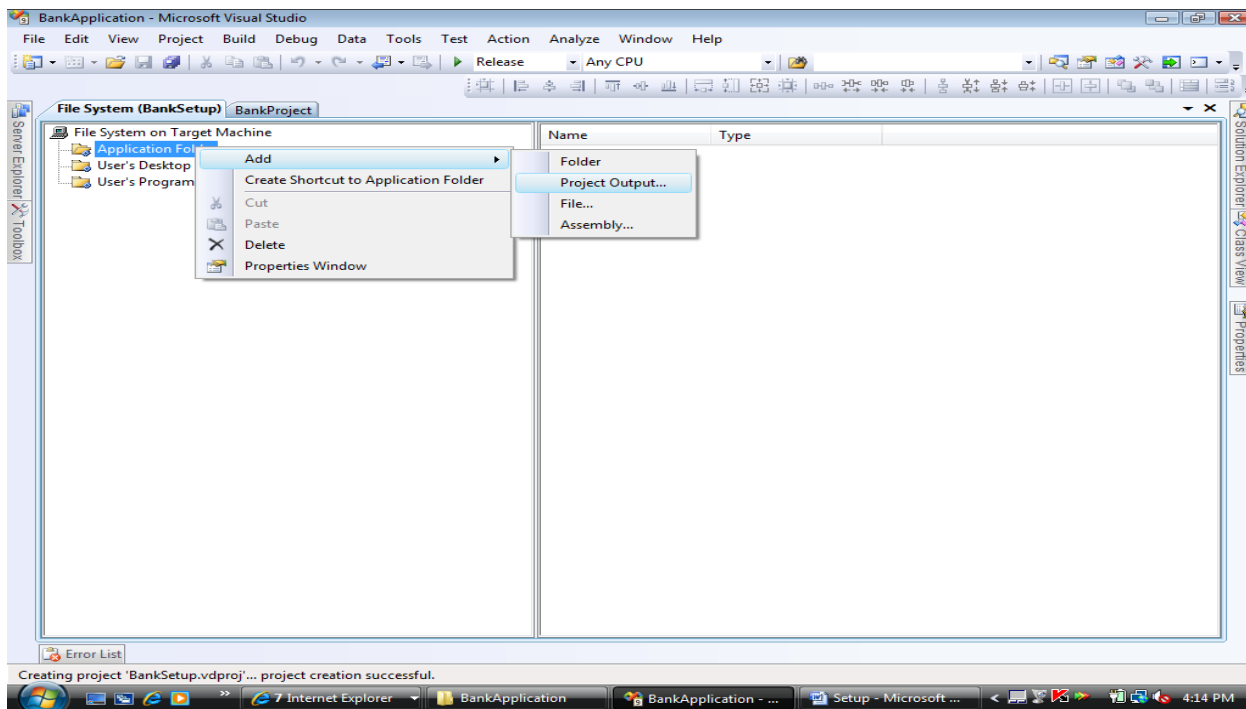 BankApplication - Microsoft Visual Studio
File Edit View Project Build Debug Data Tools Test Action Analyze Window Help
Release Any CPU
File System (BankSetup) BankProject
File System on Target Machine
Application Fol
User's Desktop
User's Program
Add
Create Shortcut to Application Folder
Cut
Paste
Delete
Properties Window
Folder
Project Output...
File...
Assembly...
Name Type
Server Explorer
Toolbox
Solution Explorer
Class View
Properties
Error List
Creating project 'BankSetup.vdproj'... project creation successful.
7 Internet Explorer BankApplication BankApplication - ... Setup - Microsoft ... 4:14 PM